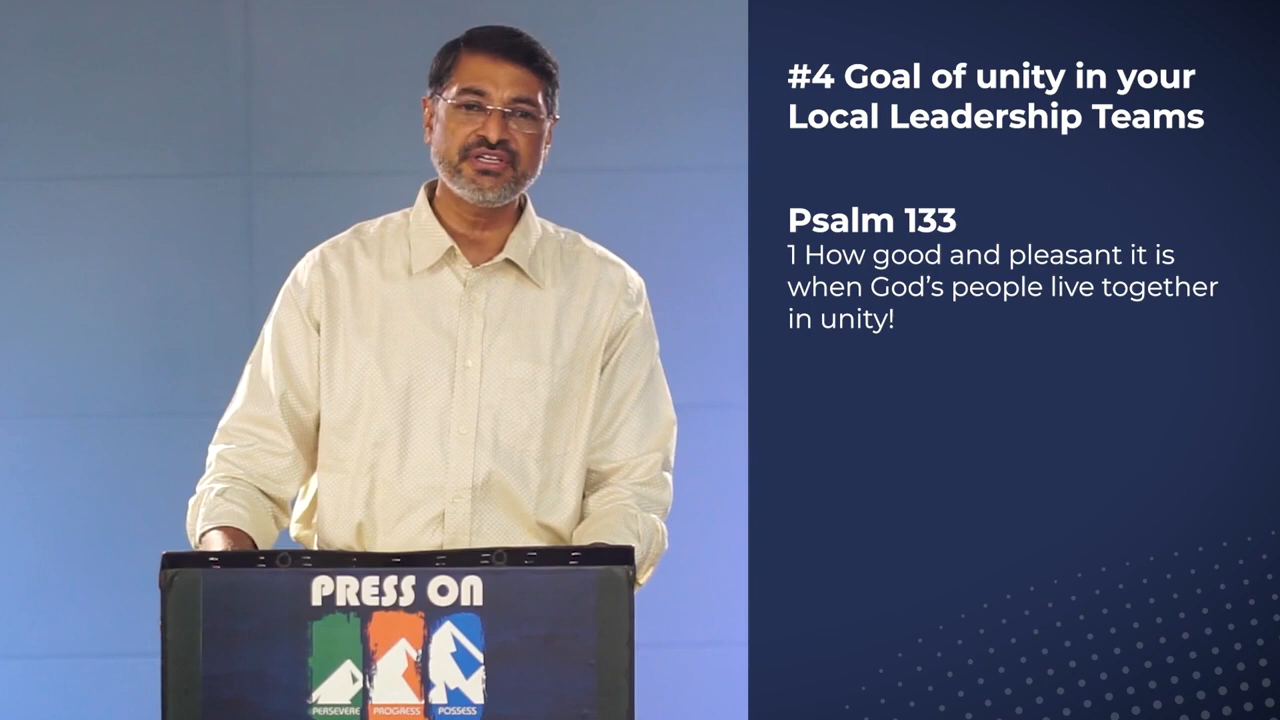 #4 Goal of unity in your
Local Leadership Teams
Psalm 133
1 How good and pleasant it is
when God’s people live together
in unity!
PRESS ON
PERSEVERE PROGRESS POSSESS